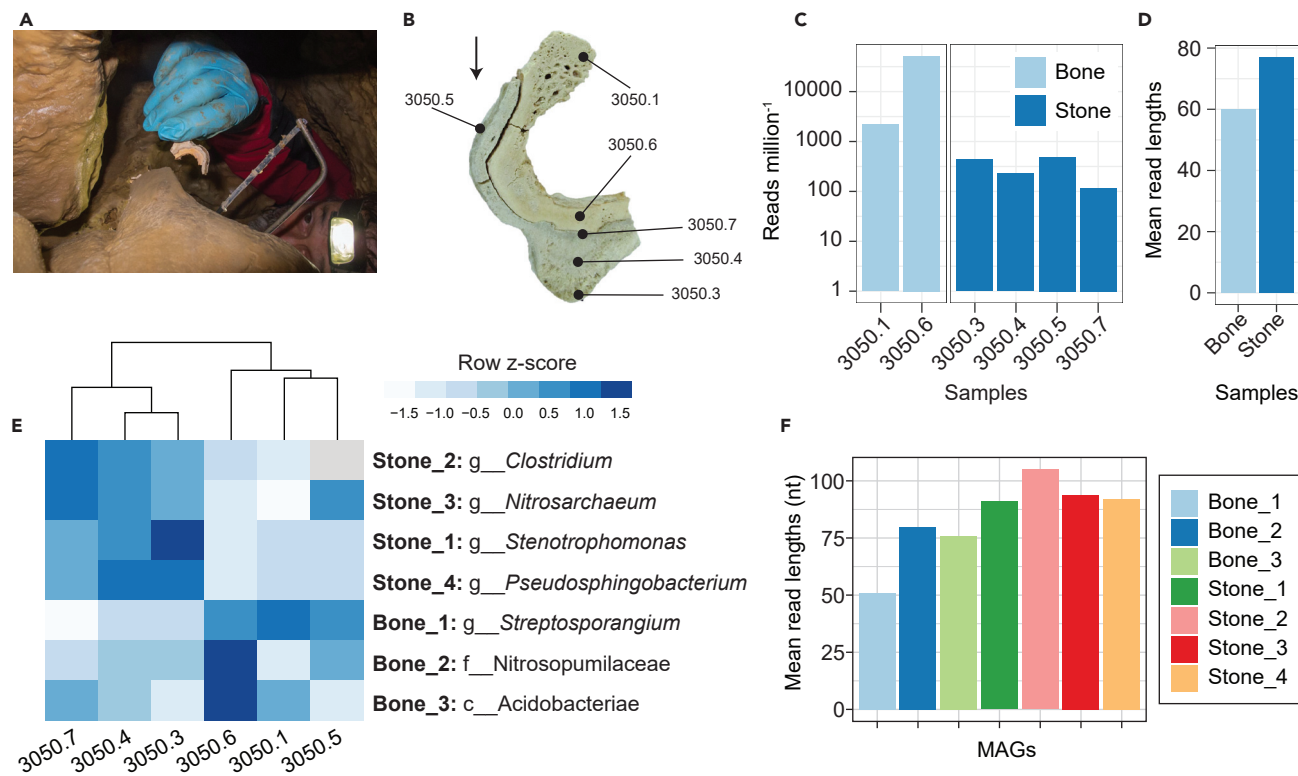 A
B
3050.5
3050.1
3050.6
3050.7
3050.4
3050.3
C
Reads million⁻¹
10000
1000
100
10
1
Bone
Stone
3050.1
3050.6
3050.3
3050.4
3050.5
3050.7
Samples
D
Mean read lengths
80
60
40
20
0
Bone
Stone
Samples
Row z-score
−1.5 −1.0 −0.5 0.0 0.5 1.0 1.5
E
Stone_2: g__Clostridium
Stone_3: g__Nitrosarchaeum
Stone_1: g__Stenotrophomonas
Stone_4: g__Pseudosphingobacterium
Bone_1: g__Streptosporangium
Bone_2: f__Nitrosopumilaceae
Bone_3: c__Acidobacteriae
3050.7
3050.4
3050.3
3050.6
3050.1
3050.5
F
Mean read lengths (nt)
100
75
50
25
0
MAGs
Bone_1
Bone_2
Bone_3
Stone_1
Stone_2
Stone_3
Stone_4